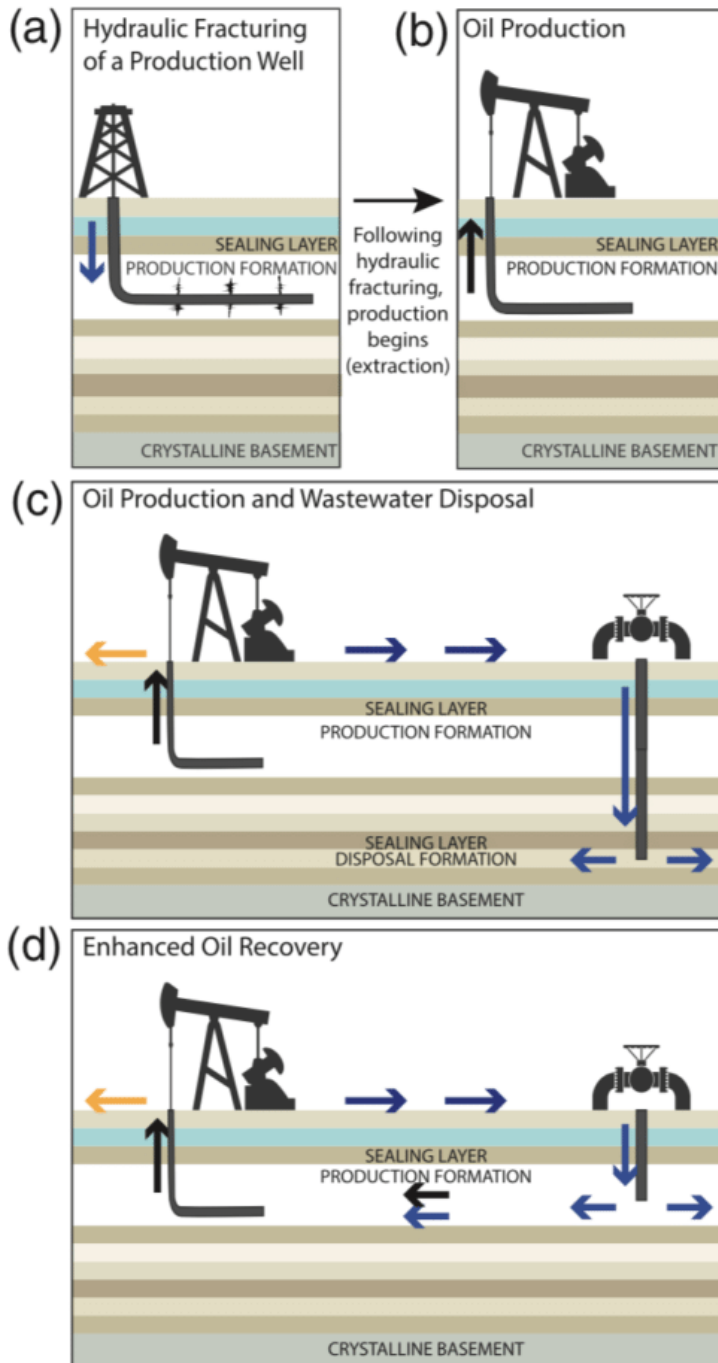 (a)
Hydraulic Fracturing
of a Production Well
SEALING LAYER
PRODUCTION FORMATION
CRYSTALLINE BASEMENT
Following
hydraulic
fracturing,
production
begins
(extraction)
(b)
Oil Production
SEALING LAYER
PRODUCTION FORMATION
CRYSTALLINE BASEMENT
(c)
Oil Production and Wastewater Disposal
SEALING LAYER
PRODUCTION FORMATION
SEALING LAYER
DISPOSAL FORMATION
CRYSTALLINE BASEMENT
(d)
Enhanced Oil Recovery
SEALING LAYER
PRODUCTION FORMATION
CRYSTALLINE BASEMENT